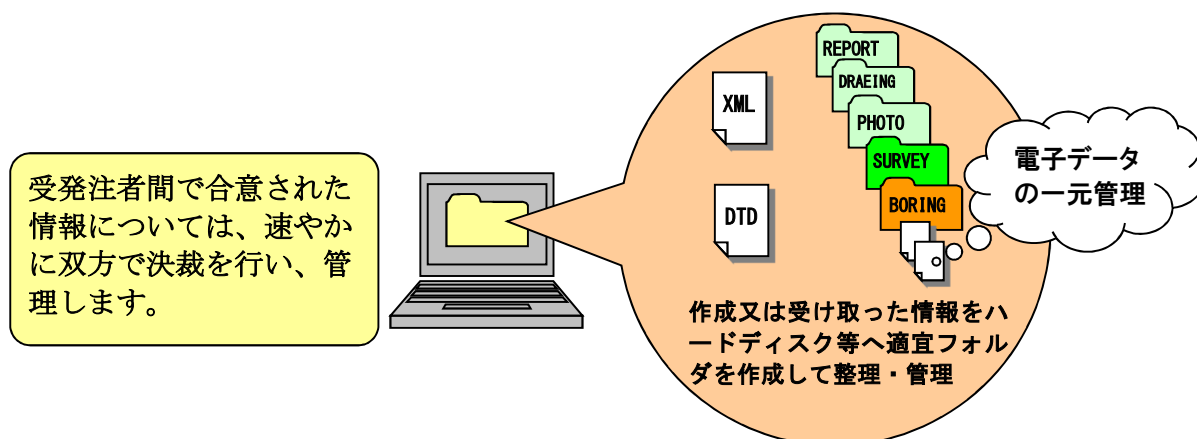 受発注者間で合意された
情報については、速やか
に双方で決裁を行い、管
理します。
XML
DTD
REPORT
DRAEING
PHOTO
SURVEY
BORING
電子データ
の一元管理
作成又は受け取った情報をハ
ードディスク等へ適宜フォル
ダを作成して整理・管理